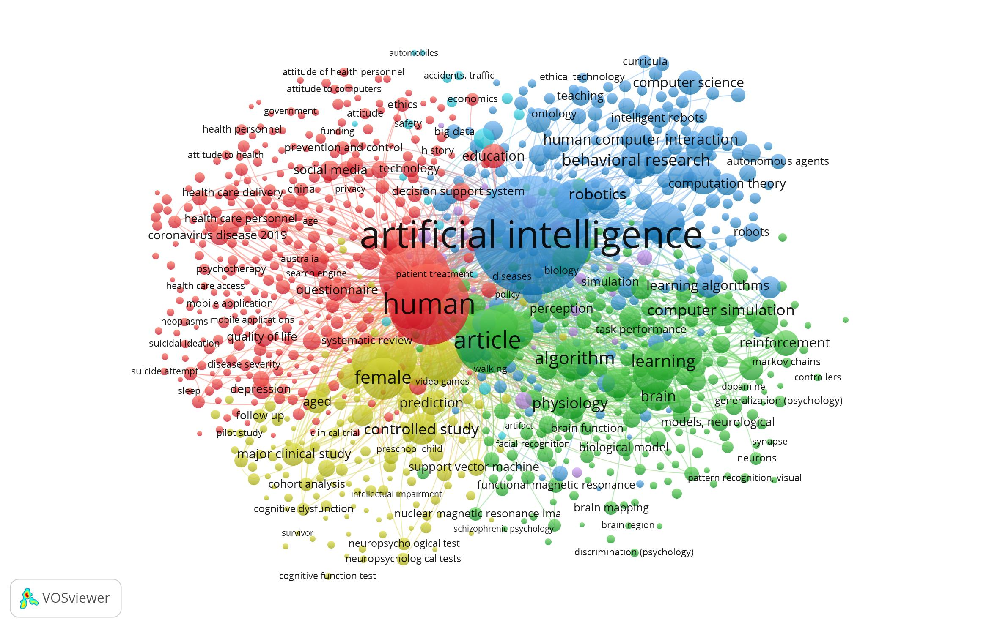 automobiles
curricula
attitude of health personnel
accidents, traffic
ethical technology
computer science
attitude to computers
teaching
economics
ethics
government
attitude
ontology
intelligent robots
safety
health personnel
funding
big data
human computer interaction
prevention and control
history
attitude to health
education
behavioral research
autonomous agents
social media
technology
computation theory
china
privacy
health care delivery
decision support system
robotics
health care personnel
age
artificial intelligence
coronavirus disease 2019
robots
australia
psychotherapy
search engine
patient treatment
diseases
biology
simulation
health care access
questionnaire
policy
learning algorithms
mobile application
human
perception
computer simulation
neoplasms
mobile applications
task performance
quality of life
suicidal ideation
systematic review
article
reinforcement
algorithm
learning
markov chains
disease severity
suicide attempt
walking
female
video games
controllers
sleep
depression
dopamine
aged
prediction
physiology
brain
generalization (psychology)
follow up
models, neurological
artifact
brain function
pilot study
clinical trial
controlled study
synapse
preschool child
facial recognition
biological model
major clinical study
neurons
support vector machine
pattern recognition, visual
cohort analysis
functional magnetic resonance
intellectual impairment
cognitive dysfunction
nuclear magnetic resonance ima
brain mapping
survivor
schizophrenic psychology
brain region
neuropsychological test
discrimination (psychology)
neuropsychological tests
cognitive function test
VOSviewer